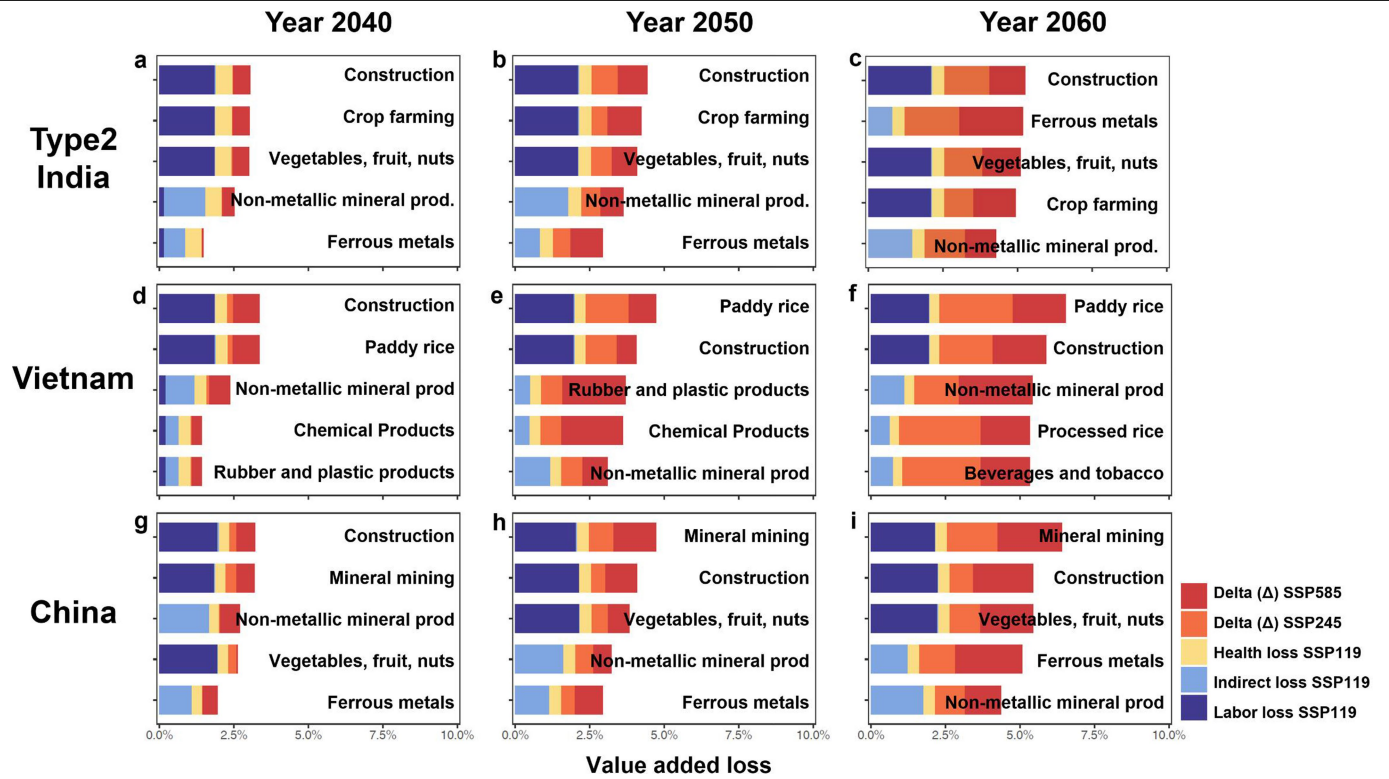 Year 2040
Year 2050
Year 2060
Type2
India
a
Construction
Crop farming
Vegetables, fruit, nuts
Non-metallic mineral prod.
Ferrous metals
b
Construction
Crop farming
Vegetables, fruit, nuts
Non-metallic mineral prod.
Ferrous metals
c
Construction
Ferrous metals
Vegetables, fruit, nuts
Crop farming
Non-metallic mineral prod.
Vietnam
d
Construction
Paddy rice
Non-metallic mineral prod
Chemical Products
Rubber and plastic products
e
Paddy rice
Construction
Rubber and plastic products
Chemical Products
Non-metallic mineral prod
f
Paddy rice
Construction
Non-metallic mineral prod
Processed rice
Beverages and tobacco
China
g
Construction
Mineral mining
Non-metallic mineral prod
Vegetables, fruit, nuts
Ferrous metals
0.0% 2.5% 5.0% 7.5% 10.0%
h
Mineral mining
Construction
Vegetables, fruit, nuts
Non-metallic mineral prod
Ferrous metals
0.0% 2.5% 5.0% 7.5% 10.0%
i
Mineral mining
Construction
Vegetables, fruit, nuts
Ferrous metals
Non-metallic mineral prod
0.0% 2.5% 5.0% 7.5% 10.0%
Delta (Δ) SSP585
Delta (Δ) SSP245
Health loss SSP119
Indirect loss SSP119
Labor loss SSP119
Value added loss